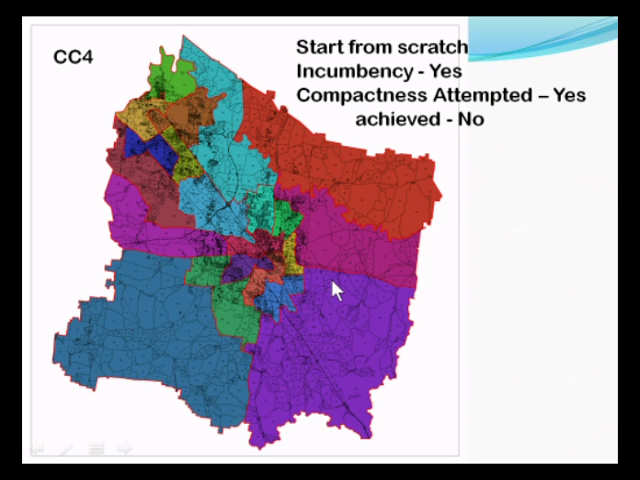 CC4
Start from scratch
Incumbency - Yes
Compactness Attempted – Yes
achieved - No